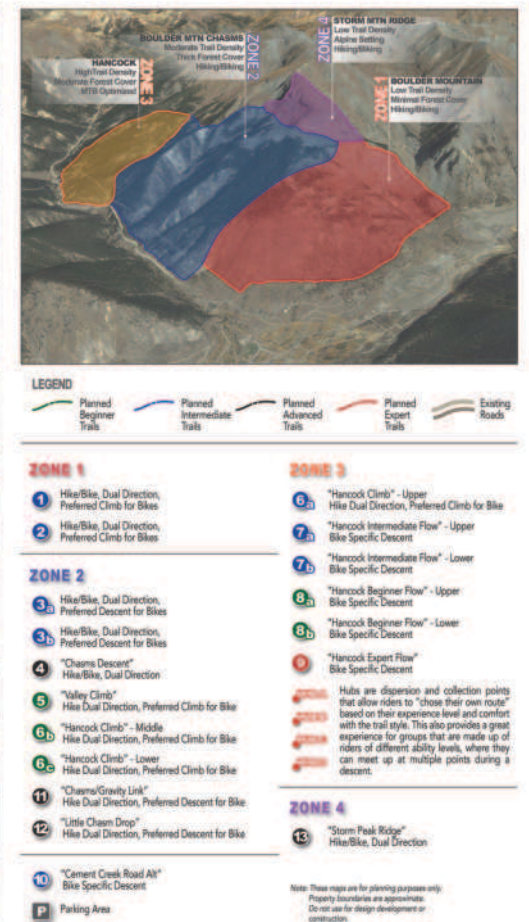 STORM MTN RIDGE
Low Trail Density
Alpine Setting
Hiking/Biking
ZONE 4
BOULDER MTN CHASMS
Moderate Trail Density
Thick Forest Cover
Hiking/Biking
ZONE 2
HANCOCK
HighTrail Density
Moderate Forest Cover
MTB Optimized
ZONE 3
BOULDER MOUNTAIN
Low Trail Density
Minimal Forest Cover
Hiking/Biking
ZONE 1
LEGEND
Planned
Beginner
Trails
Planned
Intermediate
Trails
Planned
Advanced
Trails
Planned
Expert
Trails
Existing
Roads
ZONE 1
1 Hike/Bike, Dual Direction,
Preferred Climb for Bikes
2 Hike/Bike, Dual Direction,
Preferred Climb for Bikes
ZONE 2
3a Hike/Bike, Dual Direction,
Preferred Descent for Bikes
3b Hike/Bike, Dual Direction,
Preferred Descent for Bikes
4 "Chasms Descent"
Hike/Bike, Dual Direction
5 "Valley Climb"
Hike Dual Direction, Preferred Climb for Bike
6b "Hancock Climb" - Middle
Hike Dual Direction, Preferred Climb for Bike
6c "Hancock Climb" - Lower
Hike Dual Direction, Preferred Climb for Bike
11 "Chasms/Gravity Link"
Hike Dual Direction, Preferred Descent for Bike
12 "Little Chasm Drop"
Hike Dual Direction, Preferred Descent for Bike
10 "Cement Creek Road Alt"
Bike Specific Descent
P Parking Area
ZONE 3
6a "Hancock Climb" - Upper
Hike Dual Direction, Preferred Climb for Bike
7a "Hancock Intermediate Flow" - Upper
Bike Specific Descent
7b "Hancock Intermediate Flow" - Lower
Bike Specific Descent
8a "Hancock Beginner Flow" - Upper
Bike Specific Descent
8b "Hancock Beginner Flow" - Lower
Bike Specific Descent
9 "Hancock Expert Flow"
Bike Specific Descent
Hubs are dispersion and collection points
that allow riders to "chose their own route"
based on their experience level and comfort
with the trail style. This also provides a great
experience for groups that are made up of
riders of different ability levels, where they
can meet up at multiple points during a
descent.
ZONE 4
13 "Storm Peak Ridge"
Hike/Bike, Dual Direction
Note: These maps are for planning purposes only.
Property boundaries are approximate.
Do not use for design development or
construction.